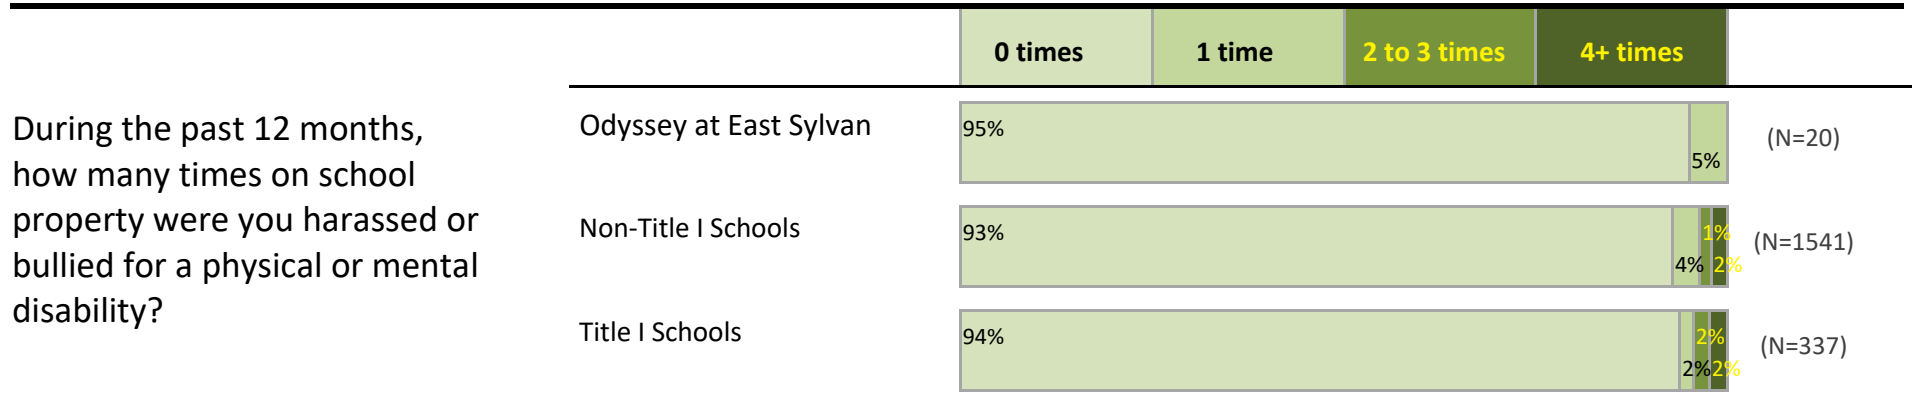 0 times 1 time 2 to 3 times 4+ times
During the past 12 months,
how many times on school
property were you harassed or
bullied for a physical or mental
disability?
Odyssey at East Sylvan 95% 5% (N=20)
Non-Title I Schools 93% 4% 1% 2% (N=1541)
Title I Schools 94% 2% 2% 2% (N=337)